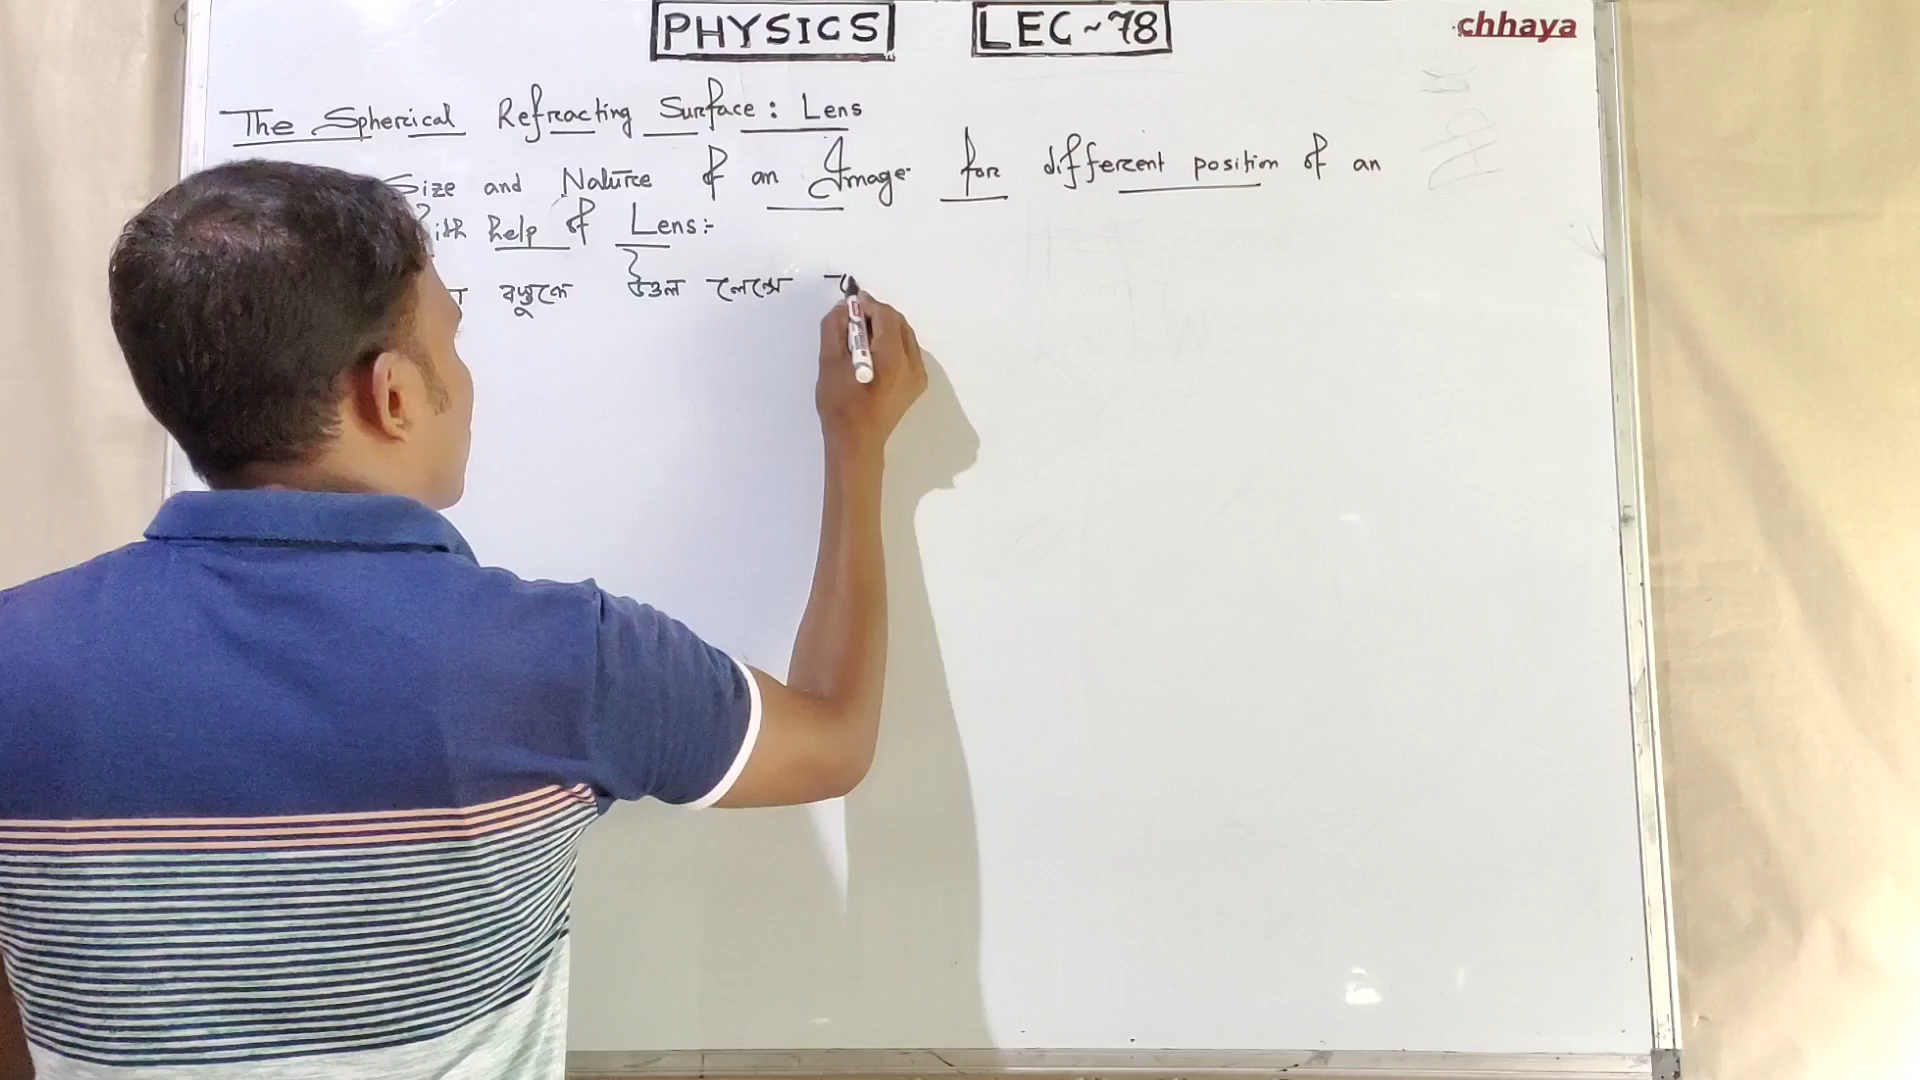 PHYSICS LEC~78
chhaya
The Spherical Refracting Surface: Lens
Size and Nature of an Image for different position of an
ith help of Lens:-
বস্তুকে উত্তল লেন্সে